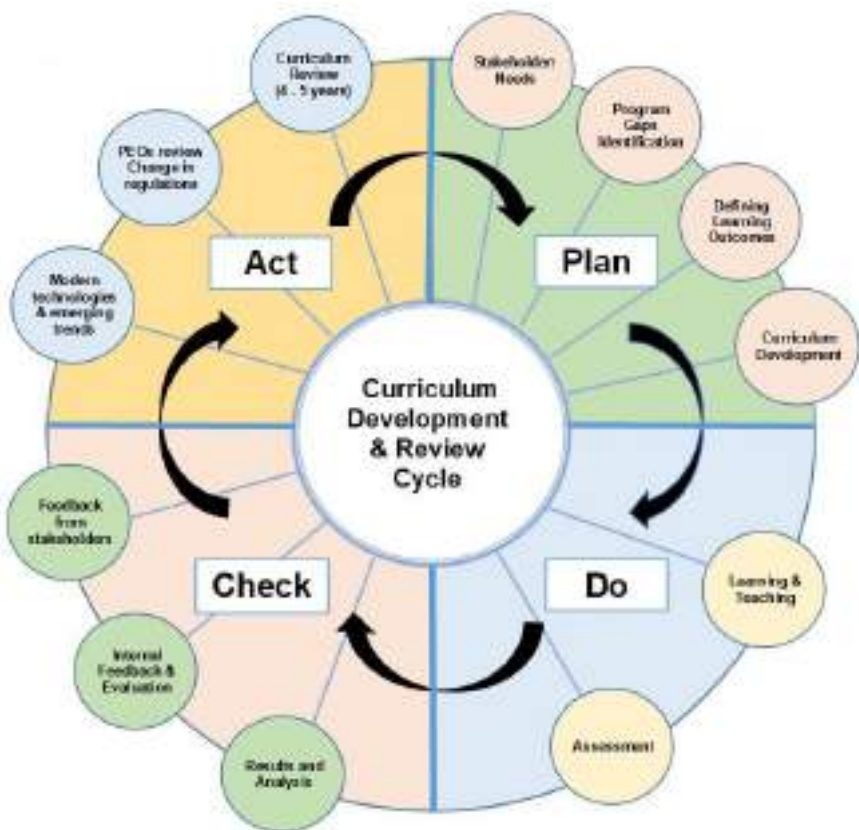 Curriculum
Review
(4 - 5 years)
Stakeholder
Needs
Program
Gaps
Identification
PEOs review
Change in
regulations
Defining
Learning
Outcomes
Act
Plan
Modern
technologies
& emerging
trends
Curriculum
Development
Curriculum
Development
& Review
Cycle
Feedback
from
stakeholders
Check
Do
Learning &
Teaching
Internal
Feedback &
Evaluation
Assessment
Results and
Analysis